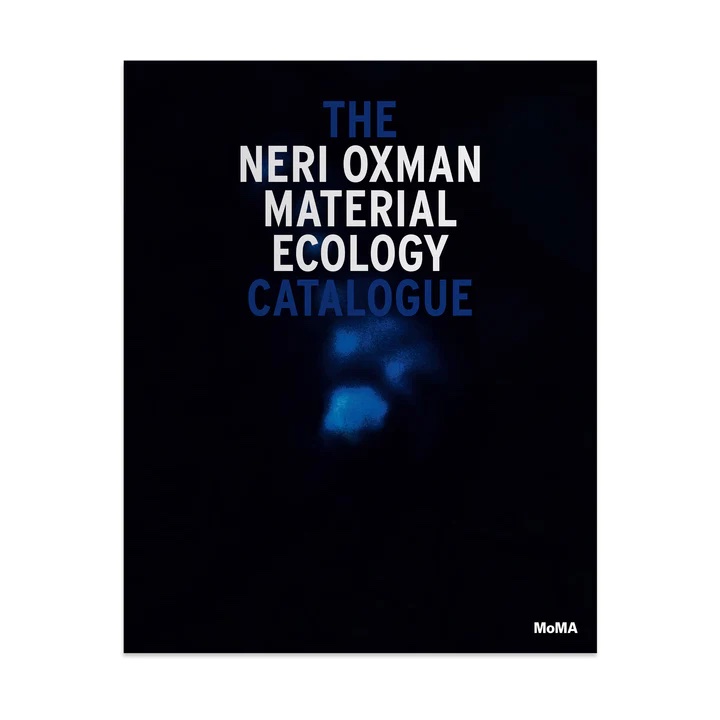 THE
NERI OXMAN
MATERIAL
ECOLOGY
CATALOGUE
MoMA